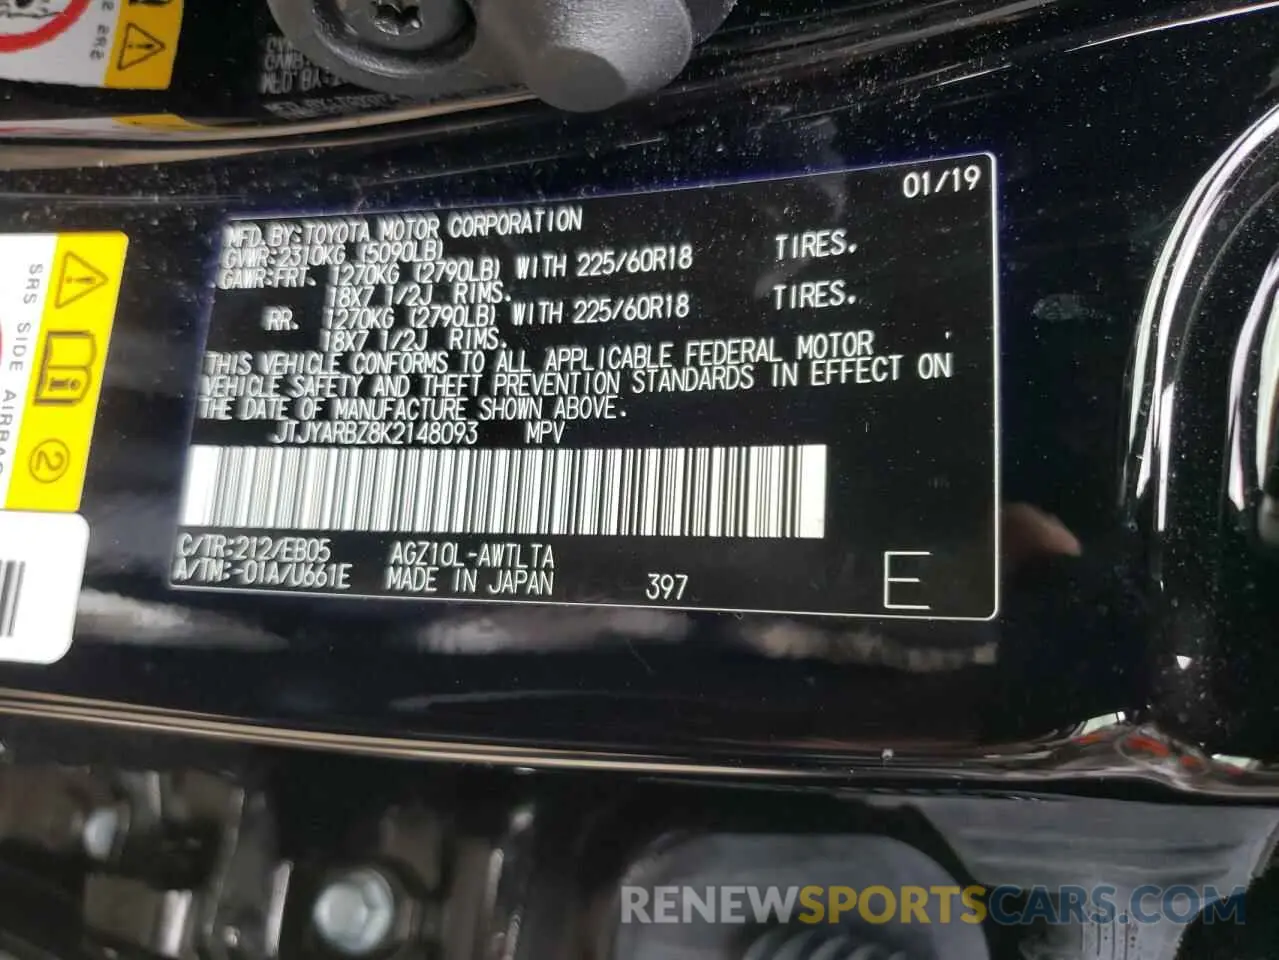 01/19
MFD.BY:TOYOTA MOTOR CORPORATION
GVWR:2310KG (5090LB)
GAWR:FRT. 1270KG (2790LB) WITH 225/60R18 TIRES.
18X7 1/2J RIMS.
RR. 1270KG (2790LB) WITH 225/60R18 TIRES.
18X7 1/2J RIMS.
THIS VEHICLE CONFORMS TO ALL APPLICABLE FEDERAL MOTOR
VEHICLE SAFETY AND THEFT PREVENTION STANDARDS IN EFFECT ON
THE DATE OF MANUFACTURE SHOWN ABOVE.
JTJYARBZ8K2148093 MPV
C/TR:212/EB05 AGZ10L-AWTLTA
A/TM:-01A/U661E MADE IN JAPAN 397
E
SRS SIDE AIRBAG
2
RENEWSPORTSCARS.COM